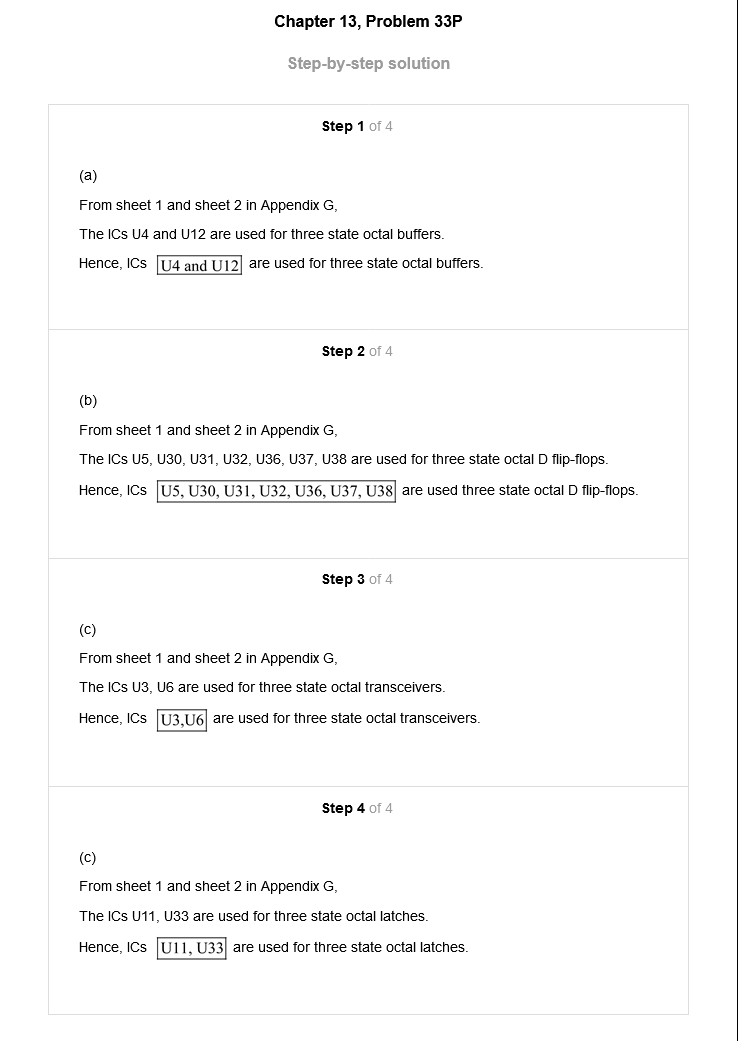 Chapter 13, Problem 33P
Step-by-step solution
Step 1 of 4
(a)
From sheet 1 and sheet 2 in Appendix G,
The ICs U4 and U12 are used for three state octal buffers.
Hence, ICs U4 and U12 are used for three state octal buffers.
Step 2 of 4
(b)
From sheet 1 and sheet 2 in Appendix G,
The ICs U5, U30, U31, U32, U36, U37, U38 are used for three state octal D flip-flops.
Hence, ICs U5, U30, U31, U32, U36, U37, U38 are used three state octal D flip-flops.
Step 3 of 4
(c)
From sheet 1 and sheet 2 in Appendix G,
The ICs U3, U6 are used for three state octal transceivers.
Hence, ICs U3,U6 are used for three state octal transceivers.
Step 4 of 4
(c)
From sheet 1 and sheet 2 in Appendix G,
The ICs U11, U33 are used for three state octal latches.
Hence, ICs U11, U33 are used for three state octal latches.